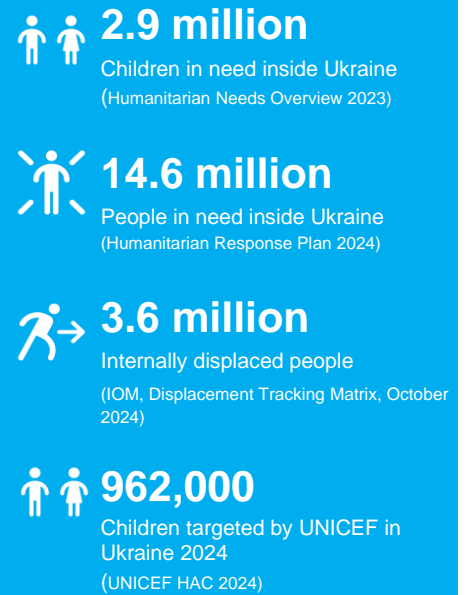 2.9 million
Children in need inside Ukraine
(Humanitarian Needs Overview 2023)
14.6 million
People in need inside Ukraine
(Humanitarian Response Plan 2024)
3.6 million
Internally displaced people
(IOM, Displacement Tracking Matrix, October
2024)
962,000
Children targeted by UNICEF in
Ukraine 2024
(UNICEF HAC 2024)